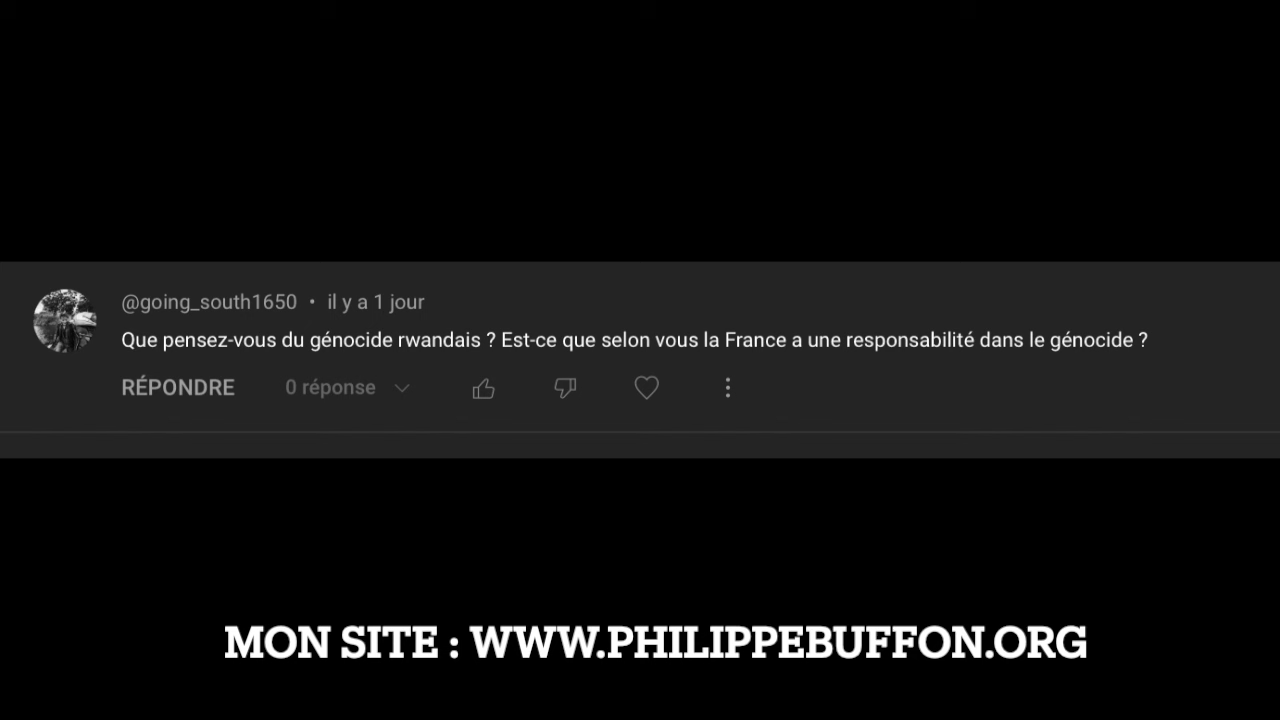 @going_south1650 • il y a 1 jour
Que pensez-vous du génocide rwandais ? Est-ce que selon vous la France a une responsabilité dans le génocide ?
RÉPONDRE 0 réponse
MON SITE : WWW.PHILIPPEBUFFON.ORG